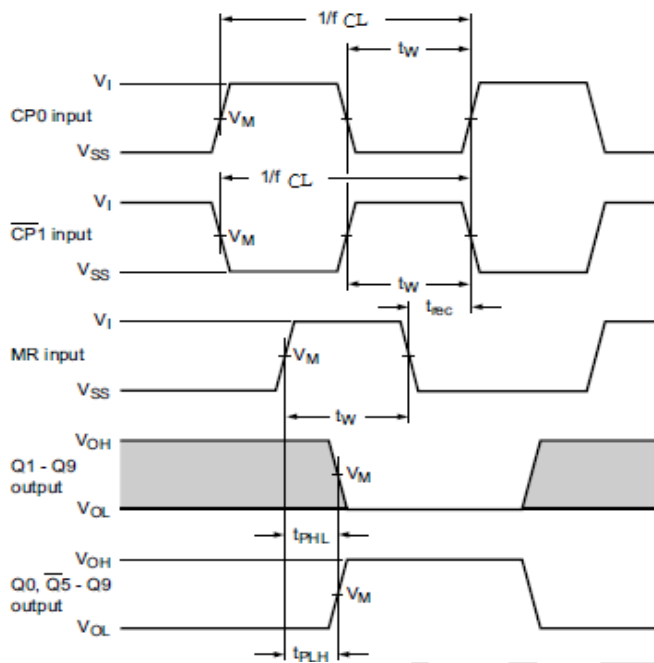 1/f CL
tW
VI
CP0 input
VM
VSS
1/f CL
VI
CP1 input
VM
VSS
tW
trec
VI
MR input
VM
VSS
tW
VOH
Q1 - Q9
output
VM
VOL
tPHL
VOH
Q0, Q5 - Q9
output
VM
VOL
tPLH